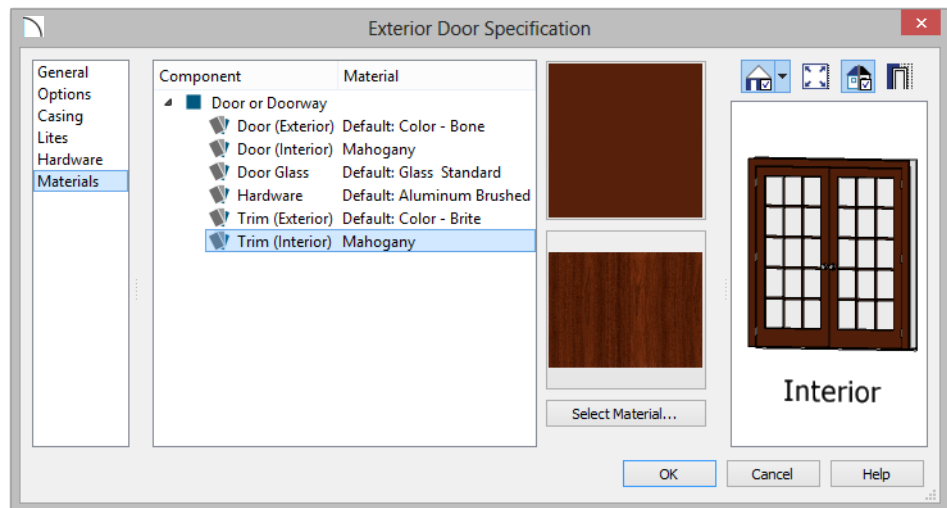 Exterior Door Specification
General
Options
Casing
Lites
Hardware
Materials
Component Material
Door or Doorway
Door (Exterior) Default: Color - Bone
Door (Interior) Mahogany
Door Glass Default: Glass Standard
Hardware Default: Aluminum Brushed
Trim (Exterior) Default: Color - Brite
Trim (Interior) Mahogany
Select Material...
Interior
OK Cancel Help